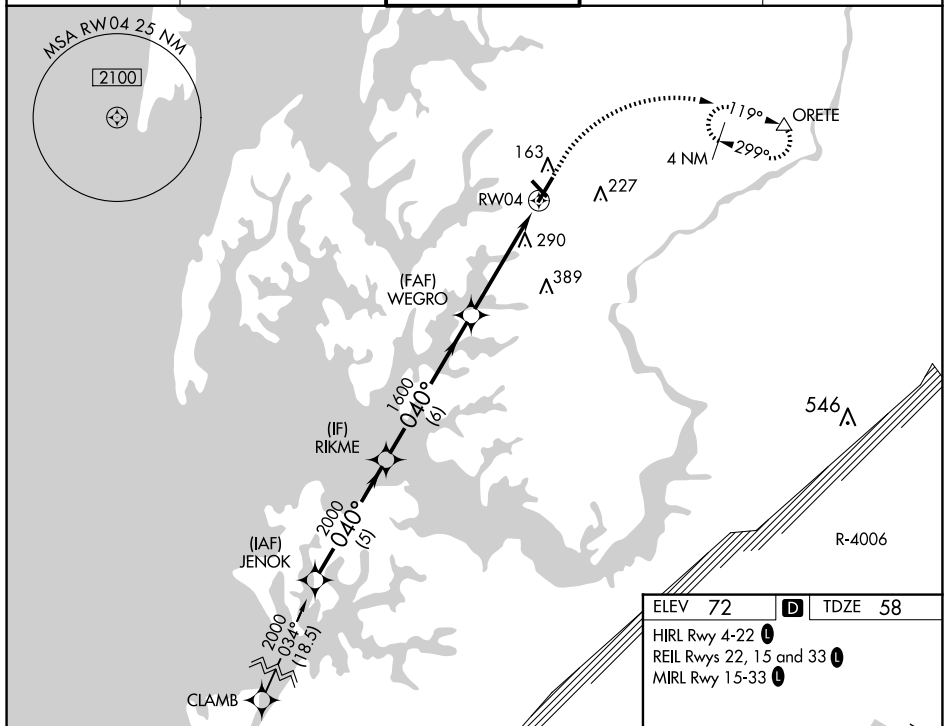 MSA RW04 25 NM
2100
119°
ORETE
299°
4 NM
163
227
RW04
290
389
(FAF)
WEGRO
1600
040°
(6)
546
(IF)
RIKME
2000
040°
(5)
R-4006
(IAF)
JENOK
2000
034°
(18.5)
CLAMB
ELEV 72 D TDZE 58
HIRL Rwy 4-22 L
REIL Rwys 22, 15 and 33 L
MIRL Rwy 15-33 L